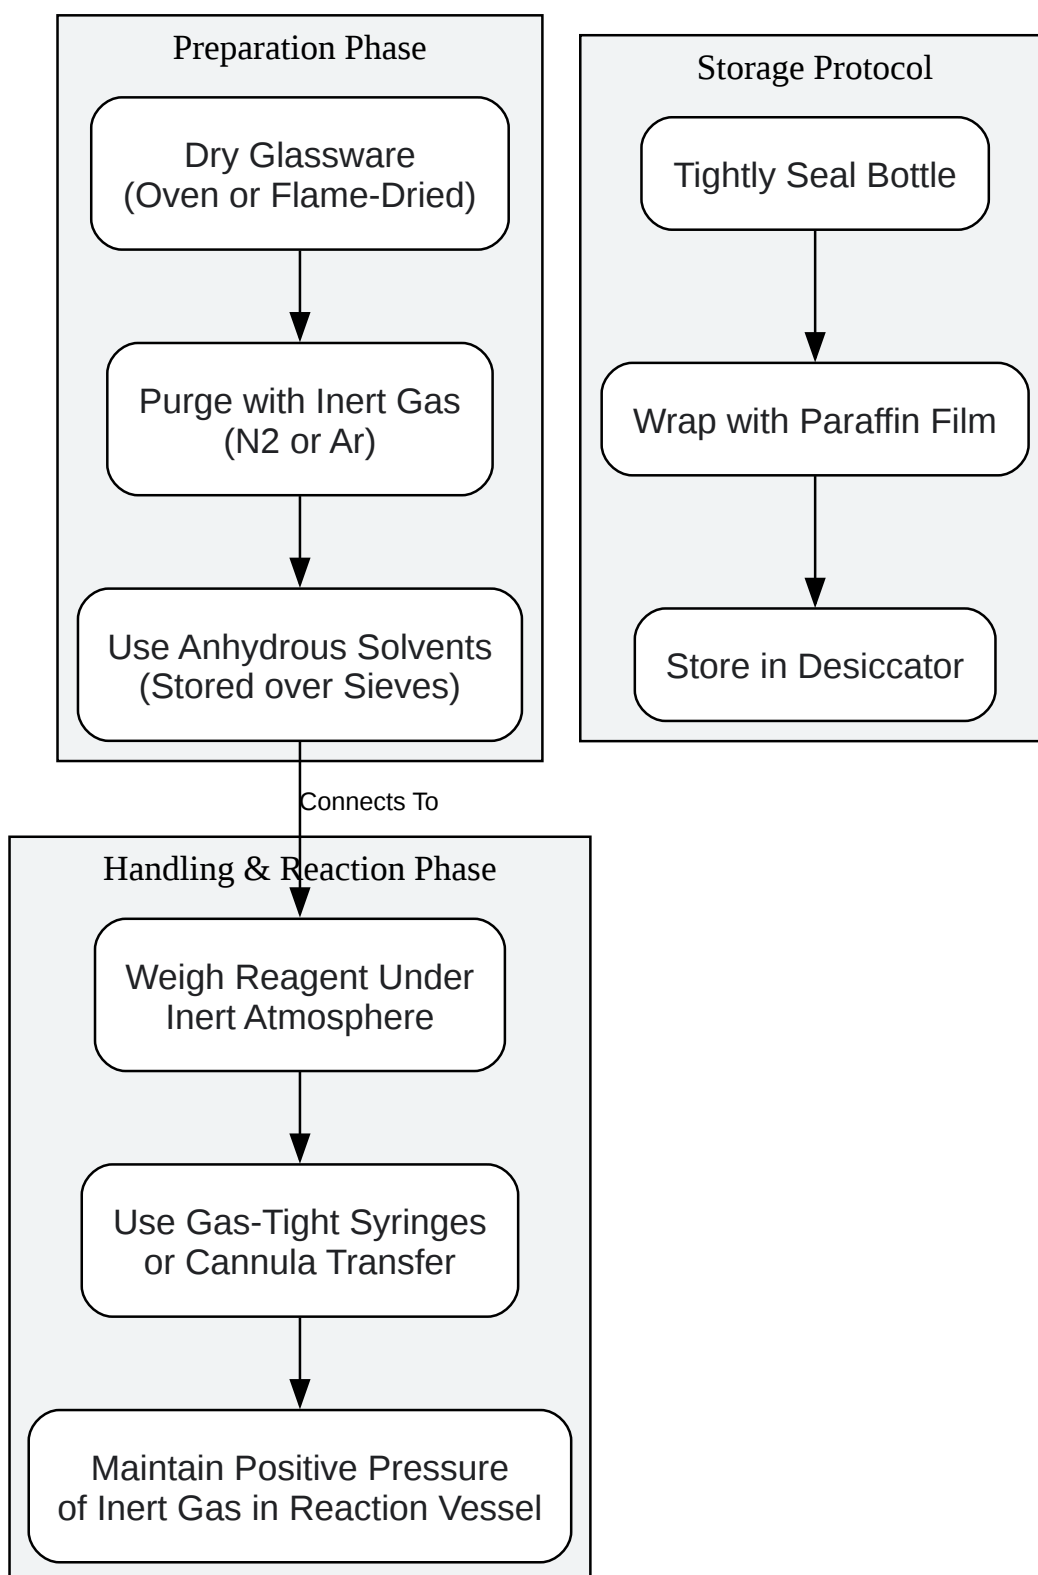 Preparation Phase
Dry Glassware
(Oven or Flame-Dried)
Purge with Inert Gas
(N2 or Ar)
Use Anhydrous Solvents
(Stored over Sieves)
Connects To
Handling & Reaction Phase
Weigh Reagent Under
Inert Atmosphere
Use Gas-Tight Syringes
or Cannula Transfer
Maintain Positive Pressure
of Inert Gas in Reaction Vessel
Storage Protocol
Tightly Seal Bottle
Wrap with Paraffin Film
Store in Desiccator